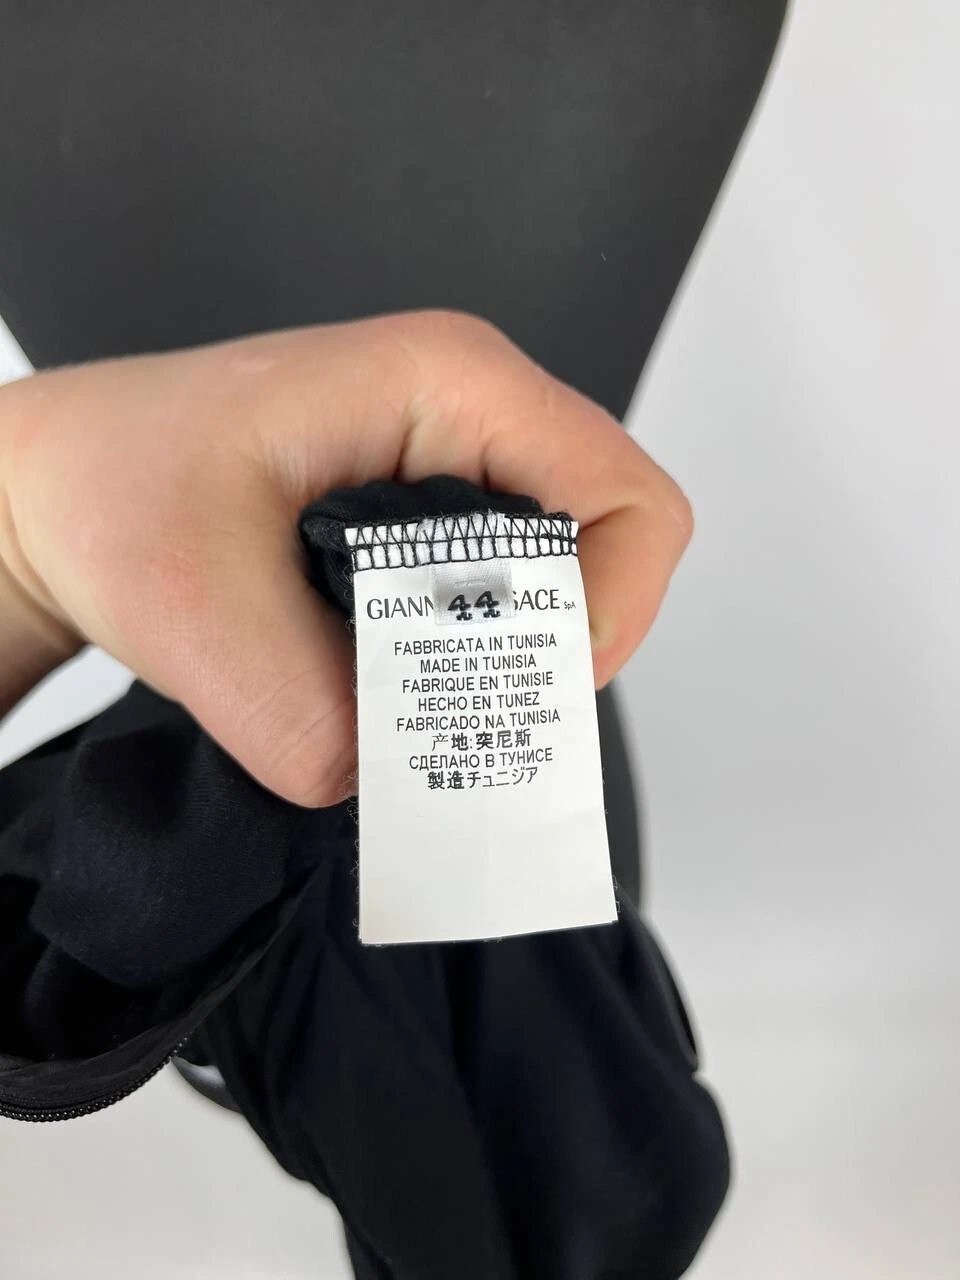 GIANN 44 SACE SpA
FABBRICATA IN TUNISIA
MADE IN TUNISIA
FABRIQUE EN TUNISIE
HECHO EN TUNEZ
FABRICADO NA TUNISIA
产地:突尼斯
СДЕЛАНО В ТУНИСЕ
製造チュニジア